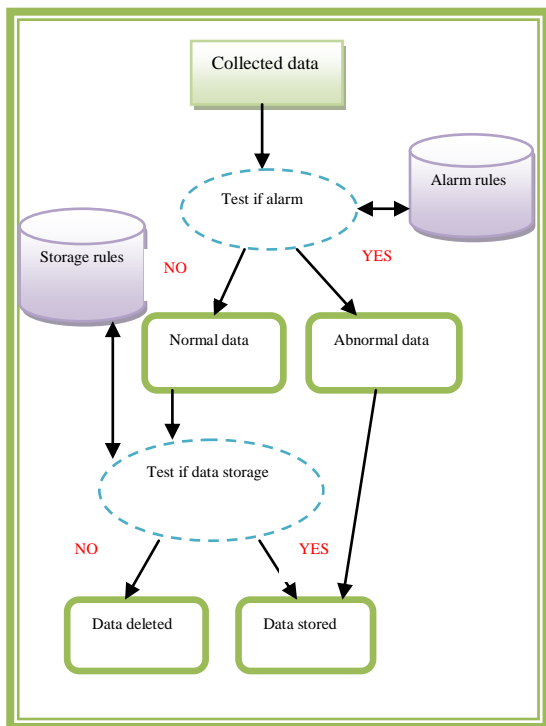 Collected data
Alarm rules
Test if alarm
Storage rules
NO
YES
Normal data
Abnormal data
Test if data storage
NO
YES
Data deleted
Data stored